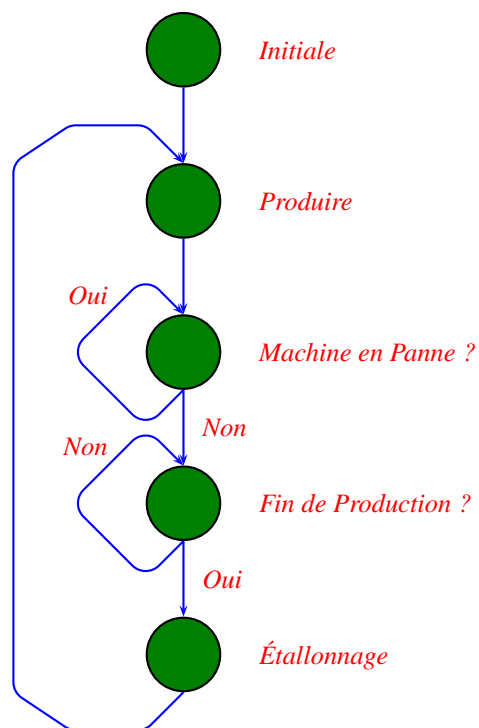 Initiale
Produire
Oui
Machine en Panne ?
Non
Non
Fin de Production ?
Oui
Étallonnage